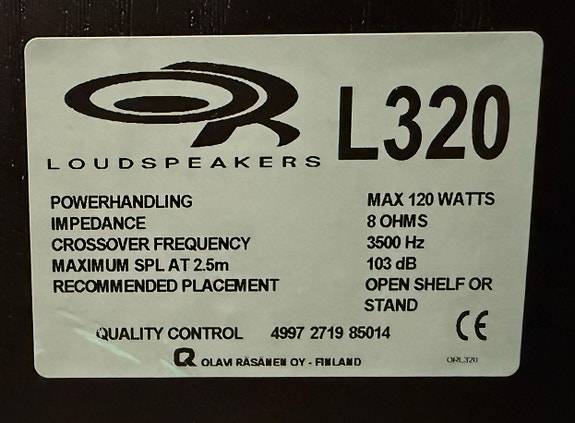 OR L320
LOUDSPEAKERS
POWERHANDLING MAX 120 WATTS
IMPEDANCE 8 OHMS
CROSSOVER FREQUENCY 3500 Hz
MAXIMUM SPL AT 2.5m 103 dB
RECOMMENDED PLACEMENT OPEN SHELF OR
STAND
QUALITY CONTROL 4997 2719 85014 CE
OLAVI RÄSÄNEN OY - FINLAND ORL320